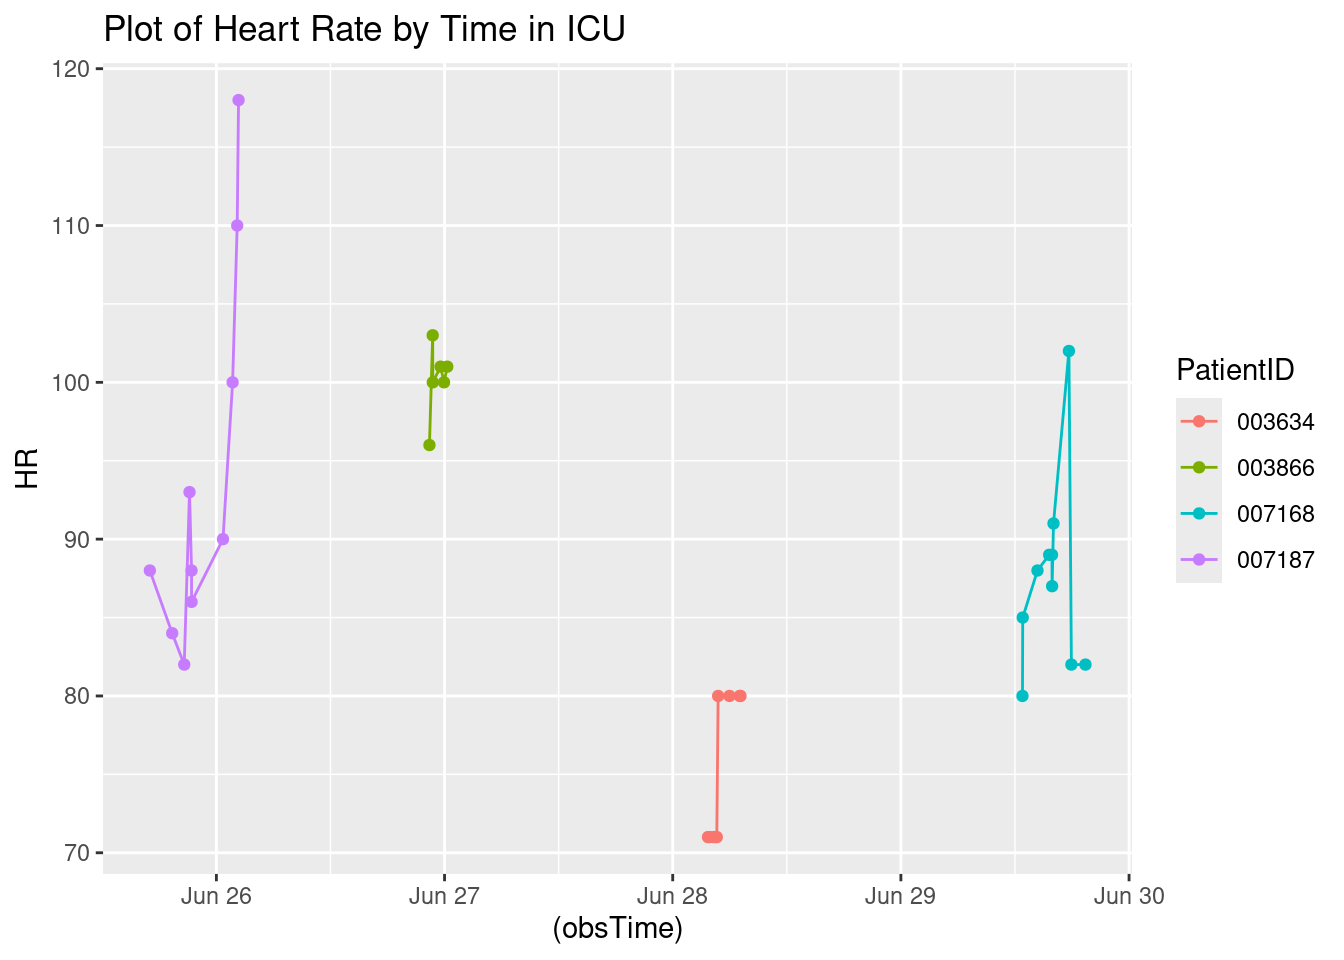 Plot of Heart Rate by Time in ICU
120
110
100
90
80
70
HR
Jun 26 Jun 27 Jun 28 Jun 29 Jun 30
(obsTime)
PatientID
003634
003866
007168
007187